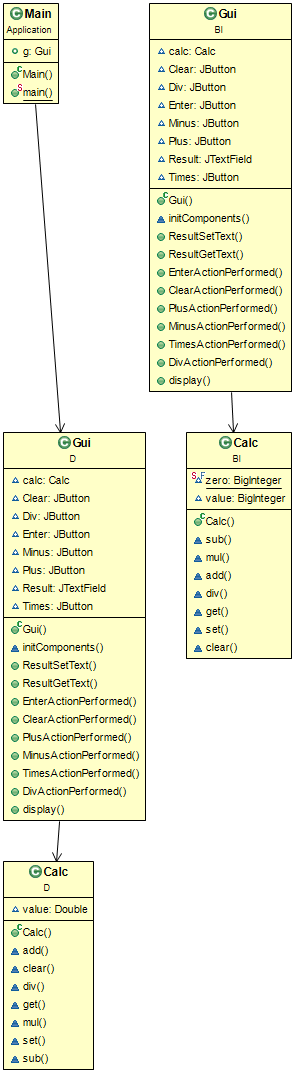 Main
Application
g: Gui
Main()
main()
Gui
BI
calc: Calc
Clear: JButton
Div: JButton
Enter: JButton
Minus: JButton
Plus: JButton
Result: JTextField
Times: JButton
Gui()
initComponents()
ResultSetText()
ResultGetText()
EnterActionPerformed()
ClearActionPerformed()
PlusActionPerformed()
MinusActionPerformed()
TimesActionPerformed()
DivActionPerformed()
display()
Gui
D
calc: Calc
Clear: JButton
Div: JButton
Enter: JButton
Minus: JButton
Plus: JButton
Result: JTextField
Times: JButton
Gui()
initComponents()
ResultSetText()
ResultGetText()
EnterActionPerformed()
ClearActionPerformed()
PlusActionPerformed()
MinusActionPerformed()
TimesActionPerformed()
DivActionPerformed()
display()
Calc
BI
zero: BigInteger
value: BigInteger
Calc()
sub()
mul()
add()
div()
get()
set()
clear()
Calc
D
value: Double
Calc()
add()
clear()
div()
get()
mul()
set()
sub()